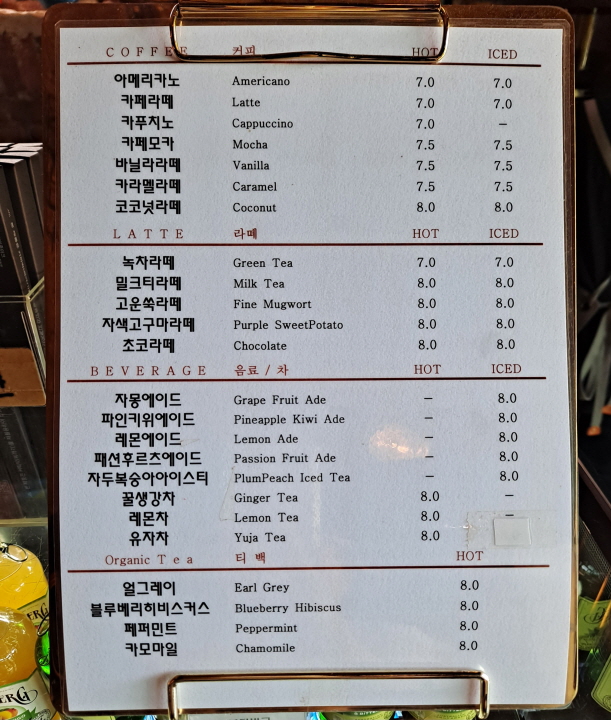 COFFEE 커피 HOT ICED
아메리카노 Americano 7.0 7.0
카페라떼 Latte 7.0 7.0
카푸치노 Cappuccino 7.0 –
카페모카 Mocha 7.5 7.5
바닐라라떼 Vanilla 7.5 7.5
카라멜라떼 Caramel 7.5 7.5
코코넛라떼 Coconut 8.0 8.0
LATTE 라떼 HOT ICED
녹차라떼 Green Tea 7.0 7.0
밀크티라떼 Milk Tea 8.0 8.0
고운쑥라떼 Fine Mugwort 8.0 8.0
자색고구마라떼 Purple SweetPotato 8.0 8.0
초코라떼 Chocolate 8.0 8.0
BEVERAGE 음료 / 차 HOT ICED
자몽에이드 Grape Fruit Ade – 8.0
파인키위에이드 Pineapple Kiwi Ade – 8.0
레몬에이드 Lemon Ade – 8.0
패션후르츠에이드 Passion Fruit Ade – 8.0
자두복숭아아이스티 PlumPeach Iced Tea – 8.0
꿀생강차 Ginger Tea 8.0 –
레몬차 Lemon Tea 8.0 –
유자차 Yuja Tea 8.0
Organic Tea 티 백 HOT
얼그레이 Earl Grey 8.0
블루베리히비스커스 Blueberry Hibiscus 8.0
페퍼민트 Peppermint 8.0
카모마일 Chamomile 8.0